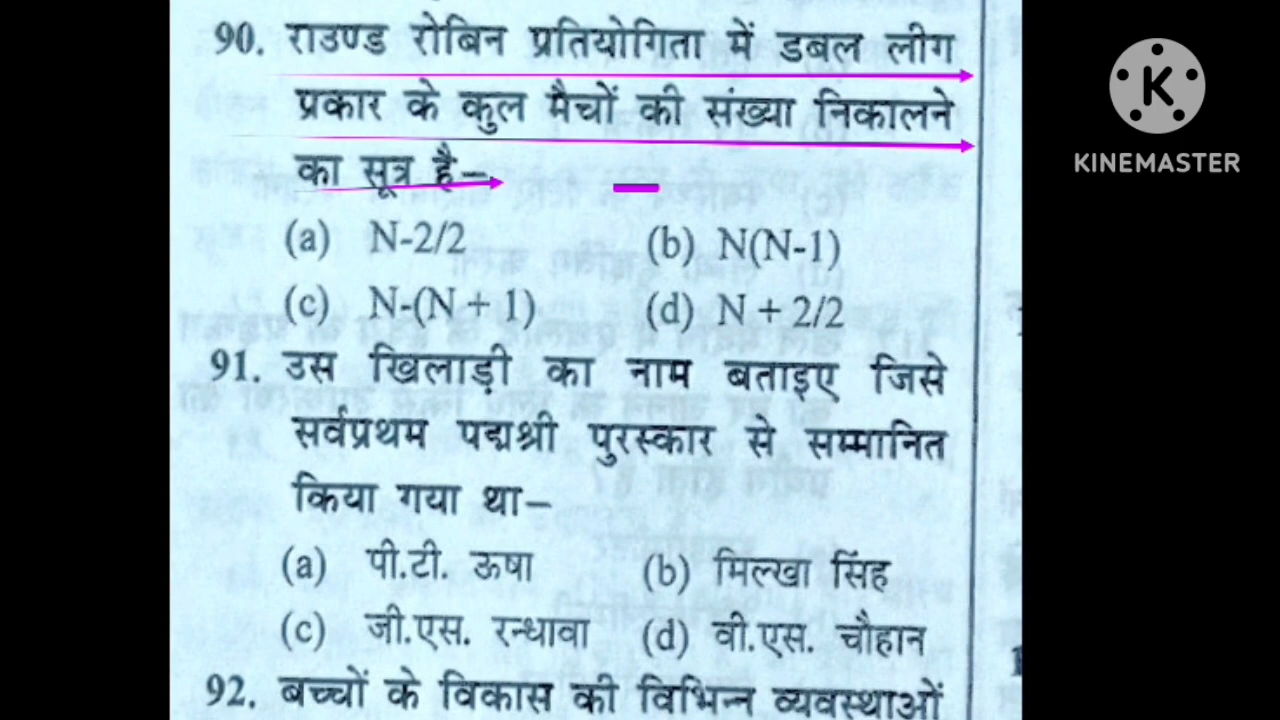 90. राउण्ड रोबिन प्रतियोगिता में डबल लीग
प्रकार के कुल मैचों की संख्या निकालने
का सूत्र है–
(a) N-2/2 (b) N(N-1)
(c) N-(N + 1) (d) N + 2/2
91. उस खिलाड़ी का नाम बताइए जिसे
सर्वप्रथम पद्मश्री पुरस्कार से सम्मानित
किया गया था–
(a) पी.टी. ऊषा (b) मिल्खा सिंह
(c) जी.एस. रन्धावा (d) वी.एस. चौहान
92. बच्चों के विकास की विभिन्न व्यवस्थाओं
K
KINEMASTER